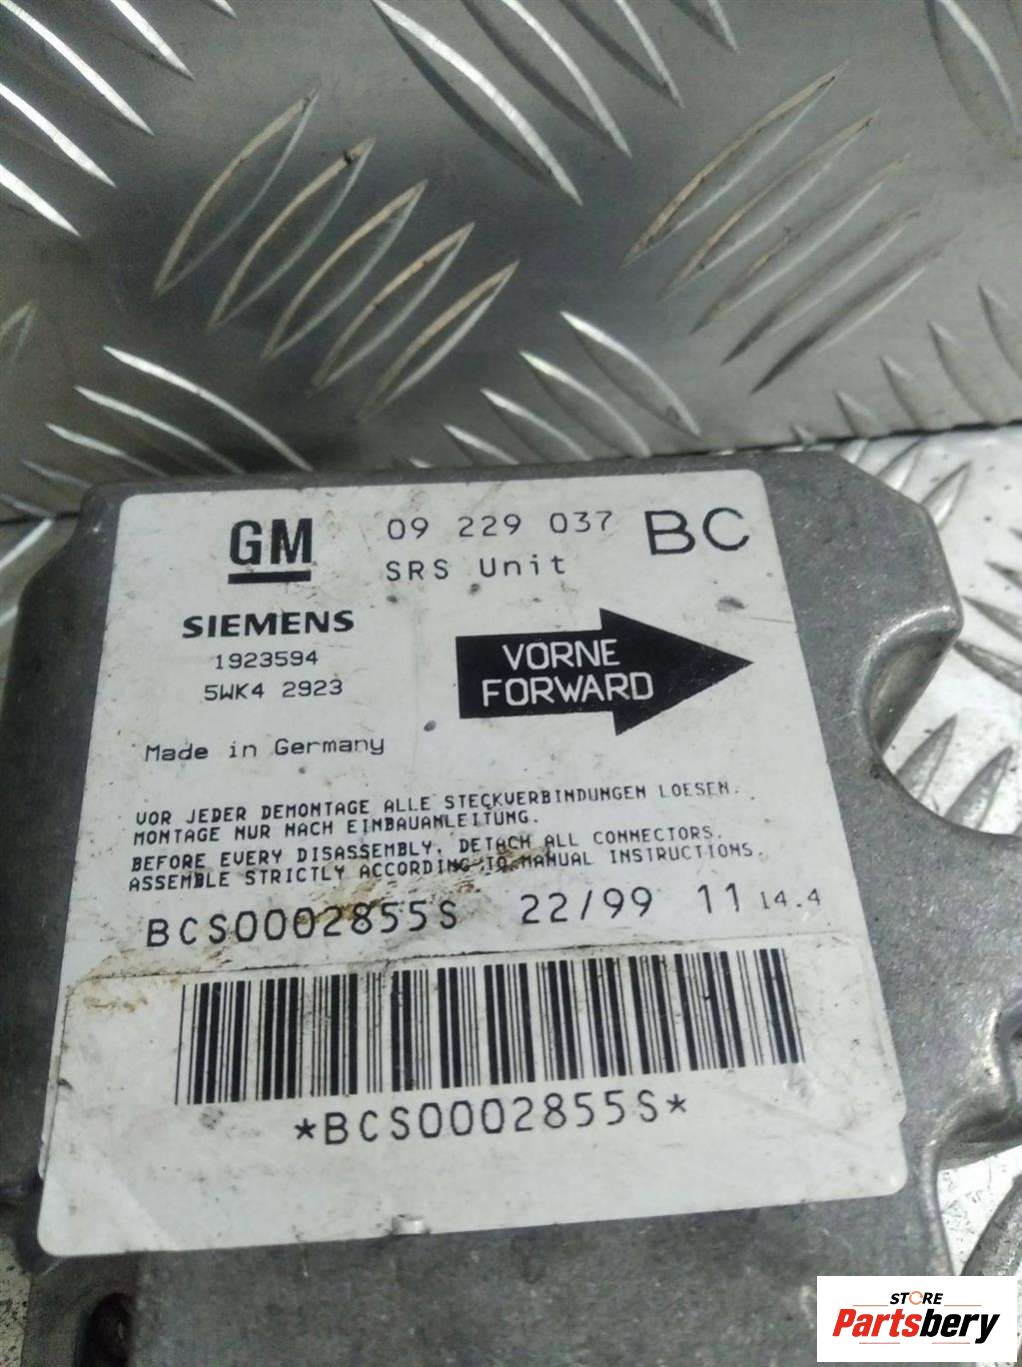 GM
09 229 037 BC
SRS Unit
SIEMENS
1923594
5WK4 2923
VORNE
FORWARD
Made in Germany
VOR JEDER DEMONTAGE ALLE STECKVERBINDUNGEN LOESEN.
MONTAGE NUR NACH EINBAUANLEITUNG.
BEFORE EVERY DISASSEMBLY, DETACH ALL CONNECTORS.
ASSEMBLE STRICTLY ACCORDING TO MANUAL INSTRUCTIONS.
BCS0002855S 22/99 11 14.4
*BCS0002855S*
STORE
Partsbery